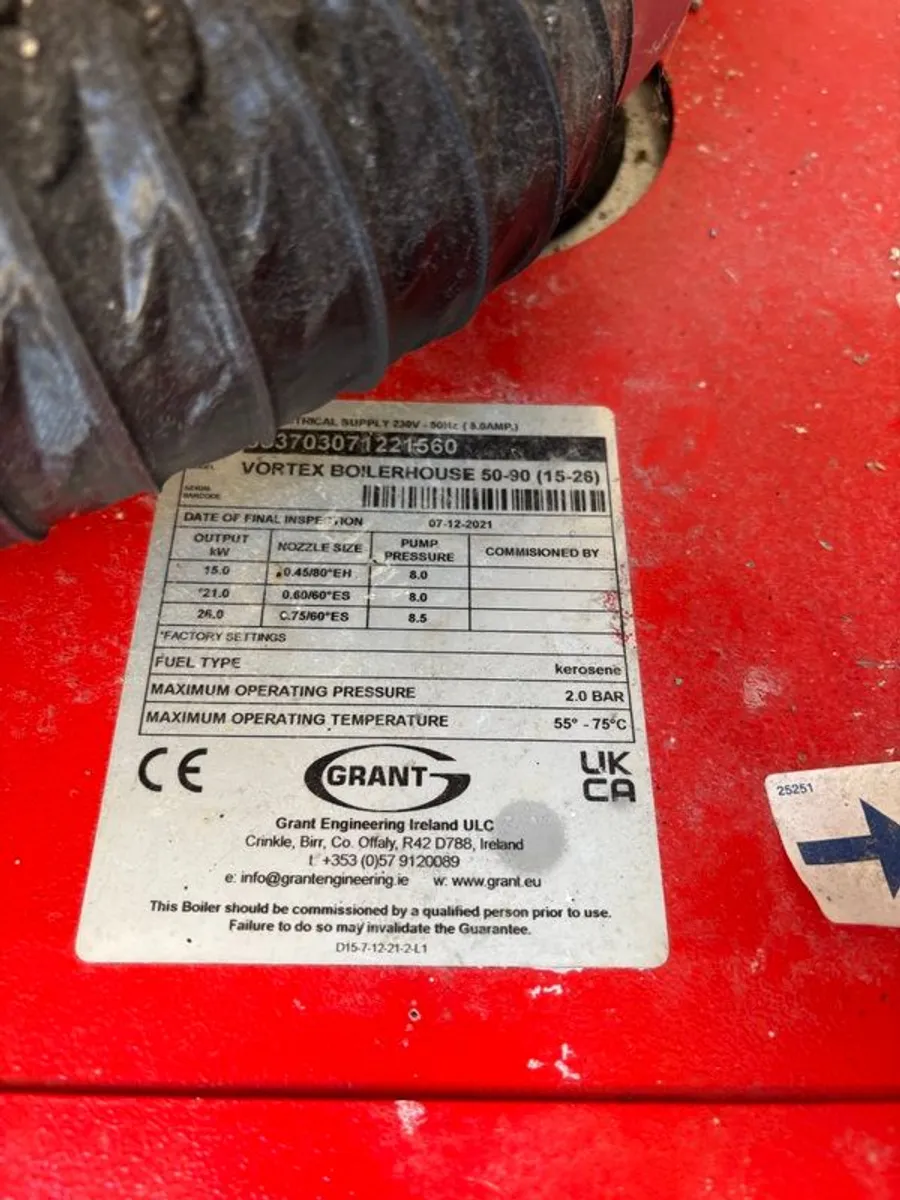 TRICAL SUPPLY 230V - 50Hz ( 5.0AMP.)
3703071221560
MODEL VORTEX BOILERHOUSE 50-90 (15-26)
SERIAL
BARCODE
DATE OF FINAL INSPECTION 07-12-2021
OUTPUT kW NOZZLE SIZE PUMP PRESSURE COMMISIONED BY
15.0 0.45/80°EH 8.0
*21.0 0.60/60°ES 8.0
26.0 0.75/60°ES 8.5
*FACTORY SETTINGS
FUEL TYPE kerosene
MAXIMUM OPERATING PRESSURE 2.0 BAR
MAXIMUM OPERATING TEMPERATURE 55° - 75°C
CE GRANT UK CA
Grant Engineering Ireland ULC
Crinkle, Birr, Co. Offaly, R42 D788, Ireland
t: +353 (0)57 9120089
e: info@grantengineering.ie w: www.grant.eu
This Boiler should be commissioned by a qualified person prior to use.
Failure to do so may invalidate the Guarantee.
D15-7-12-21-2-L1
25251